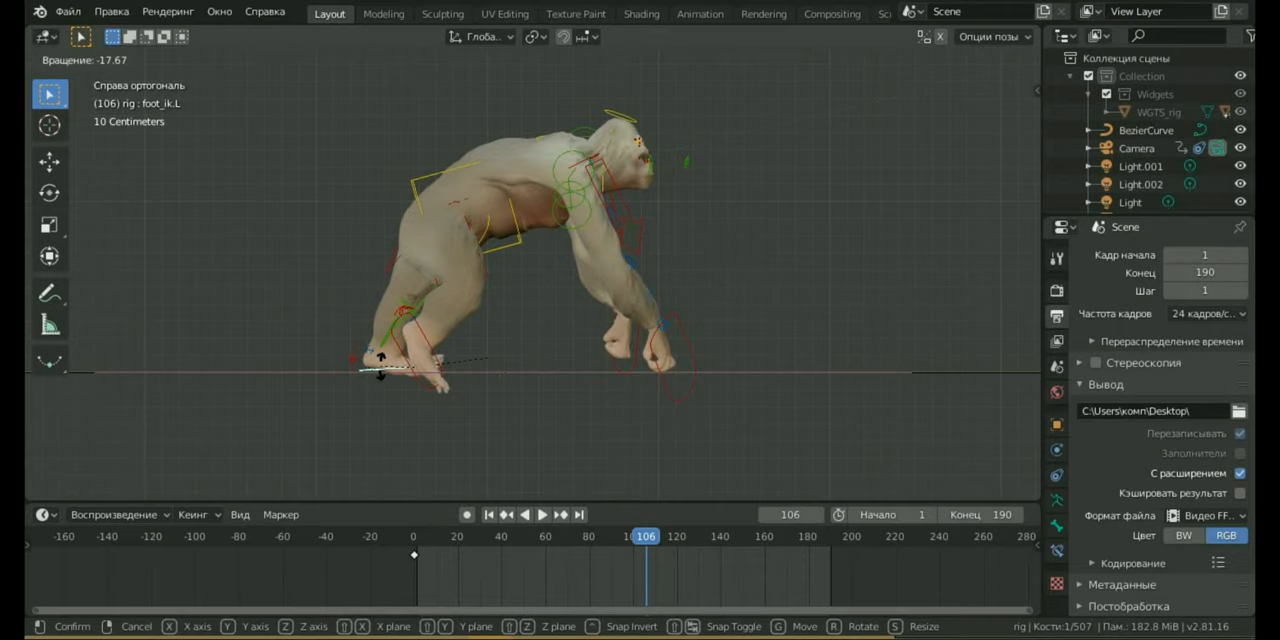 Файл Правка Рендеринг Окно Справка Layout Modeling Sculpting UV Editing Texture Paint Shading Animation Rendering Compositing Sc Scene View Layer
Глоба.. X Опции позы
Вращение: -17.67
Справа ортогональ
(106) rig : foot_ik.L
10 Centimeters
Коллекция сцены
Collection
Widgets
WGTS_rig
BezierCurve
Camera
Light.001
Light.002
Light
Scene
Кадр начала 1
Конец 190
Шаг 1
Частота кадров 24 кадров/с..
Перераспределение времени
Стереоскопия
Вывод
C:\Users\комп\Desktop\
Перезаписывать
Заполнители
С расширением
Кэшировать результат
Формат файла Видео FF..
Цвет BW RGB
Кодирование
Метаданные
Постобработка
Воспроизведение Кеинг Вид Маркер 106 Начало 1 Конец 190
-160 -140 -120 -100 -80 -60 -40 -20 0 20 40 60 80 106 120 140 160 180 200 220 240 260 280
Confirm Cancel X X axis Y Y axis Z Z axis X X plane Y Y plane Z Z plane Snap Invert Snap Toggle G Move R Rotate S Resize rig | Кости:1/507 | Пам.: 182.8 MiB | v2.81.16